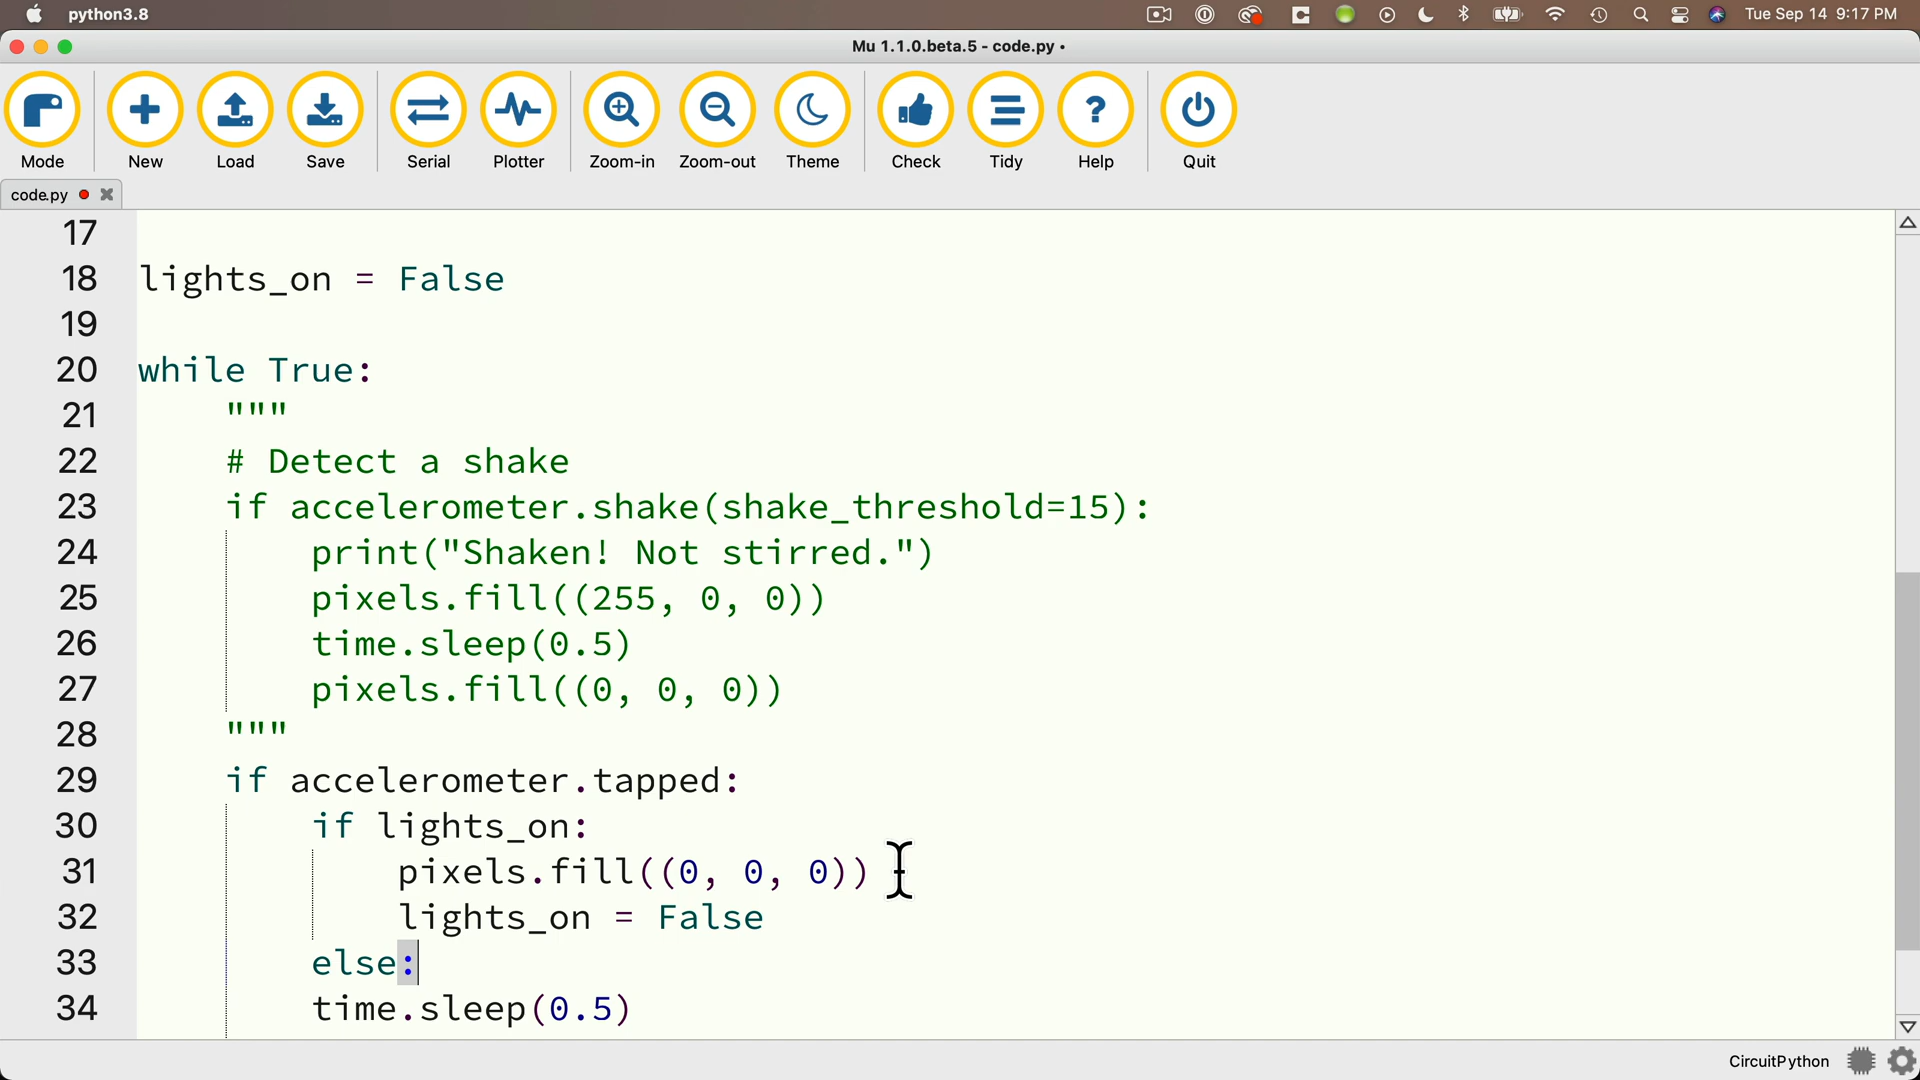 python3.8
Tue Sep 14 9:17 PM
Mu 1.1.0.beta.5 - code.py •
Mode
New
Load
Save
Serial
Plotter
Zoom-in
Zoom-out
Theme
Check
Tidy
Help
Quit
code.py
17
18 lights_on = False
19
20 while True:
21 """
22 # Detect a shake
23 if accelerometer.shake(shake_threshold=15):
24 print("Shaken! Not stirred.")
25 pixels.fill((255, 0, 0))
26 time.sleep(0.5)
27 pixels.fill((0, 0, 0))
28 """
29 if accelerometer.tapped:
30 if lights_on:
31 pixels.fill((0, 0, 0))
32 lights_on = False
33 else:
34 time.sleep(0.5)
CircuitPython